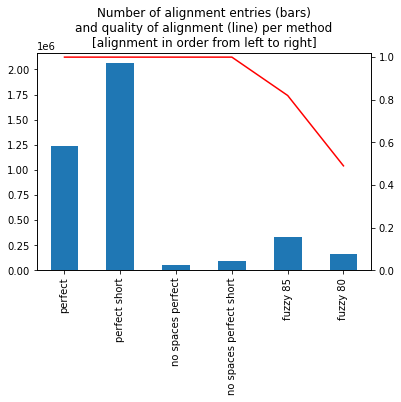 Number of alignment entries (bars)
and quality of alignment (line) per method
[alignment in order from left to right]
1e6
2.00
1.75
1.50
1.25
1.00
0.75
0.50
0.25
0.00
1.0
0.8
0.6
0.4
0.2
0.0
perfect
perfect short
no spaces perfect
no spaces perfect short
fuzzy 85
fuzzy 80